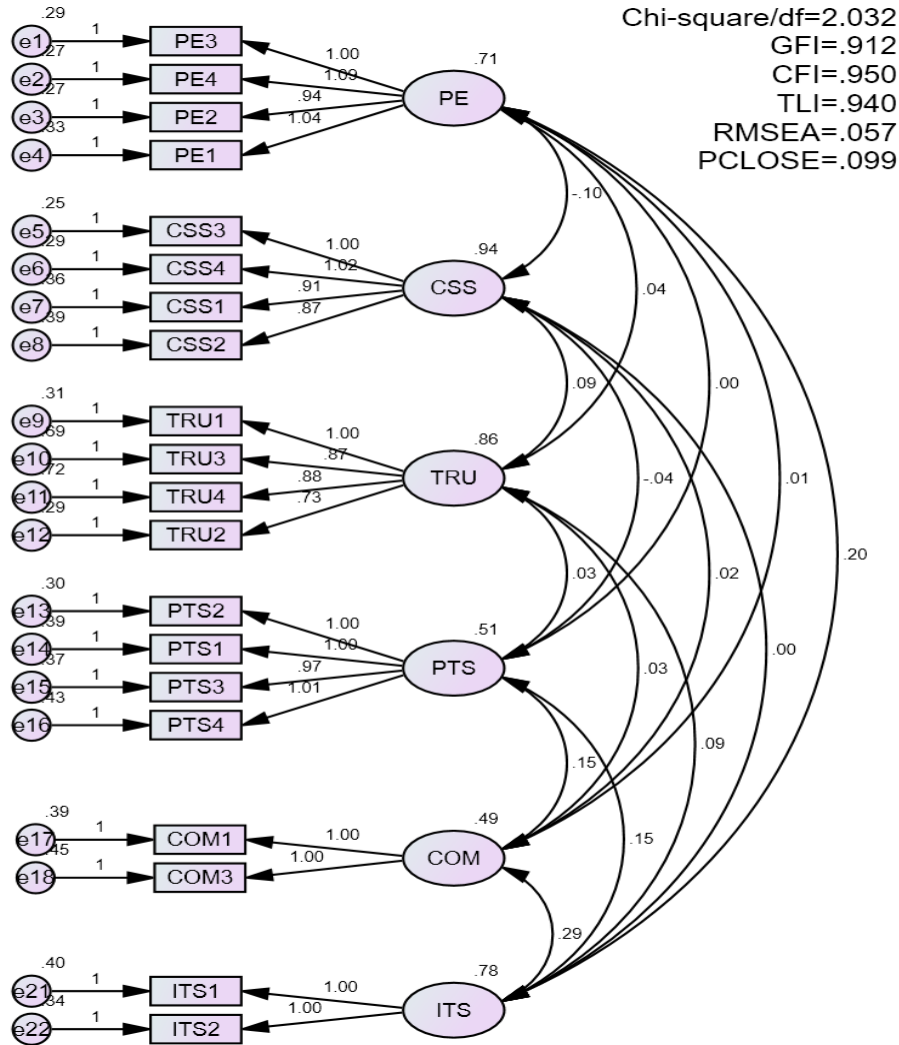 Chi-square/df=2.032
GFI=.912
CFI=.950
TLI=.940
RMSEA=.057
PCLOSE=.099
.29
e1 1 PE3
.27
e2 1 PE4
.27
e3 1 PE2
.33
e4 1 PE1
1.00
1.09
.94
1.04
.71
PE
.25
e5 1 CSS3
.29
e6 1 CSS4
.36
e7 1 CSS1
.39
e8 1 CSS2
1.00
1.02
.91
.87
.94
CSS
.31
e9 1 TRU1
.69
e10 1 TRU3
.72
e11 1 TRU4
.29
e12 1 TRU2
1.00
.87
.88
.73
.86
TRU
.30
e13 1 PTS2
.39
e14 1 PTS1
.37
e15 1 PTS3
.43
e16 1 PTS4
1.00
1.00
.97
1.01
.51
PTS
.39
e17 1 COM1
.45
e18 1 COM3
1.00
1.00
.49
COM
.40
e21 1 ITS1
.34
e22 1 ITS2
1.00
1.00
.78
ITS
-.10
.04
.09
.00
-.04
.01
.20
.03
.02
.00
.03
.09
.15
.15
.29